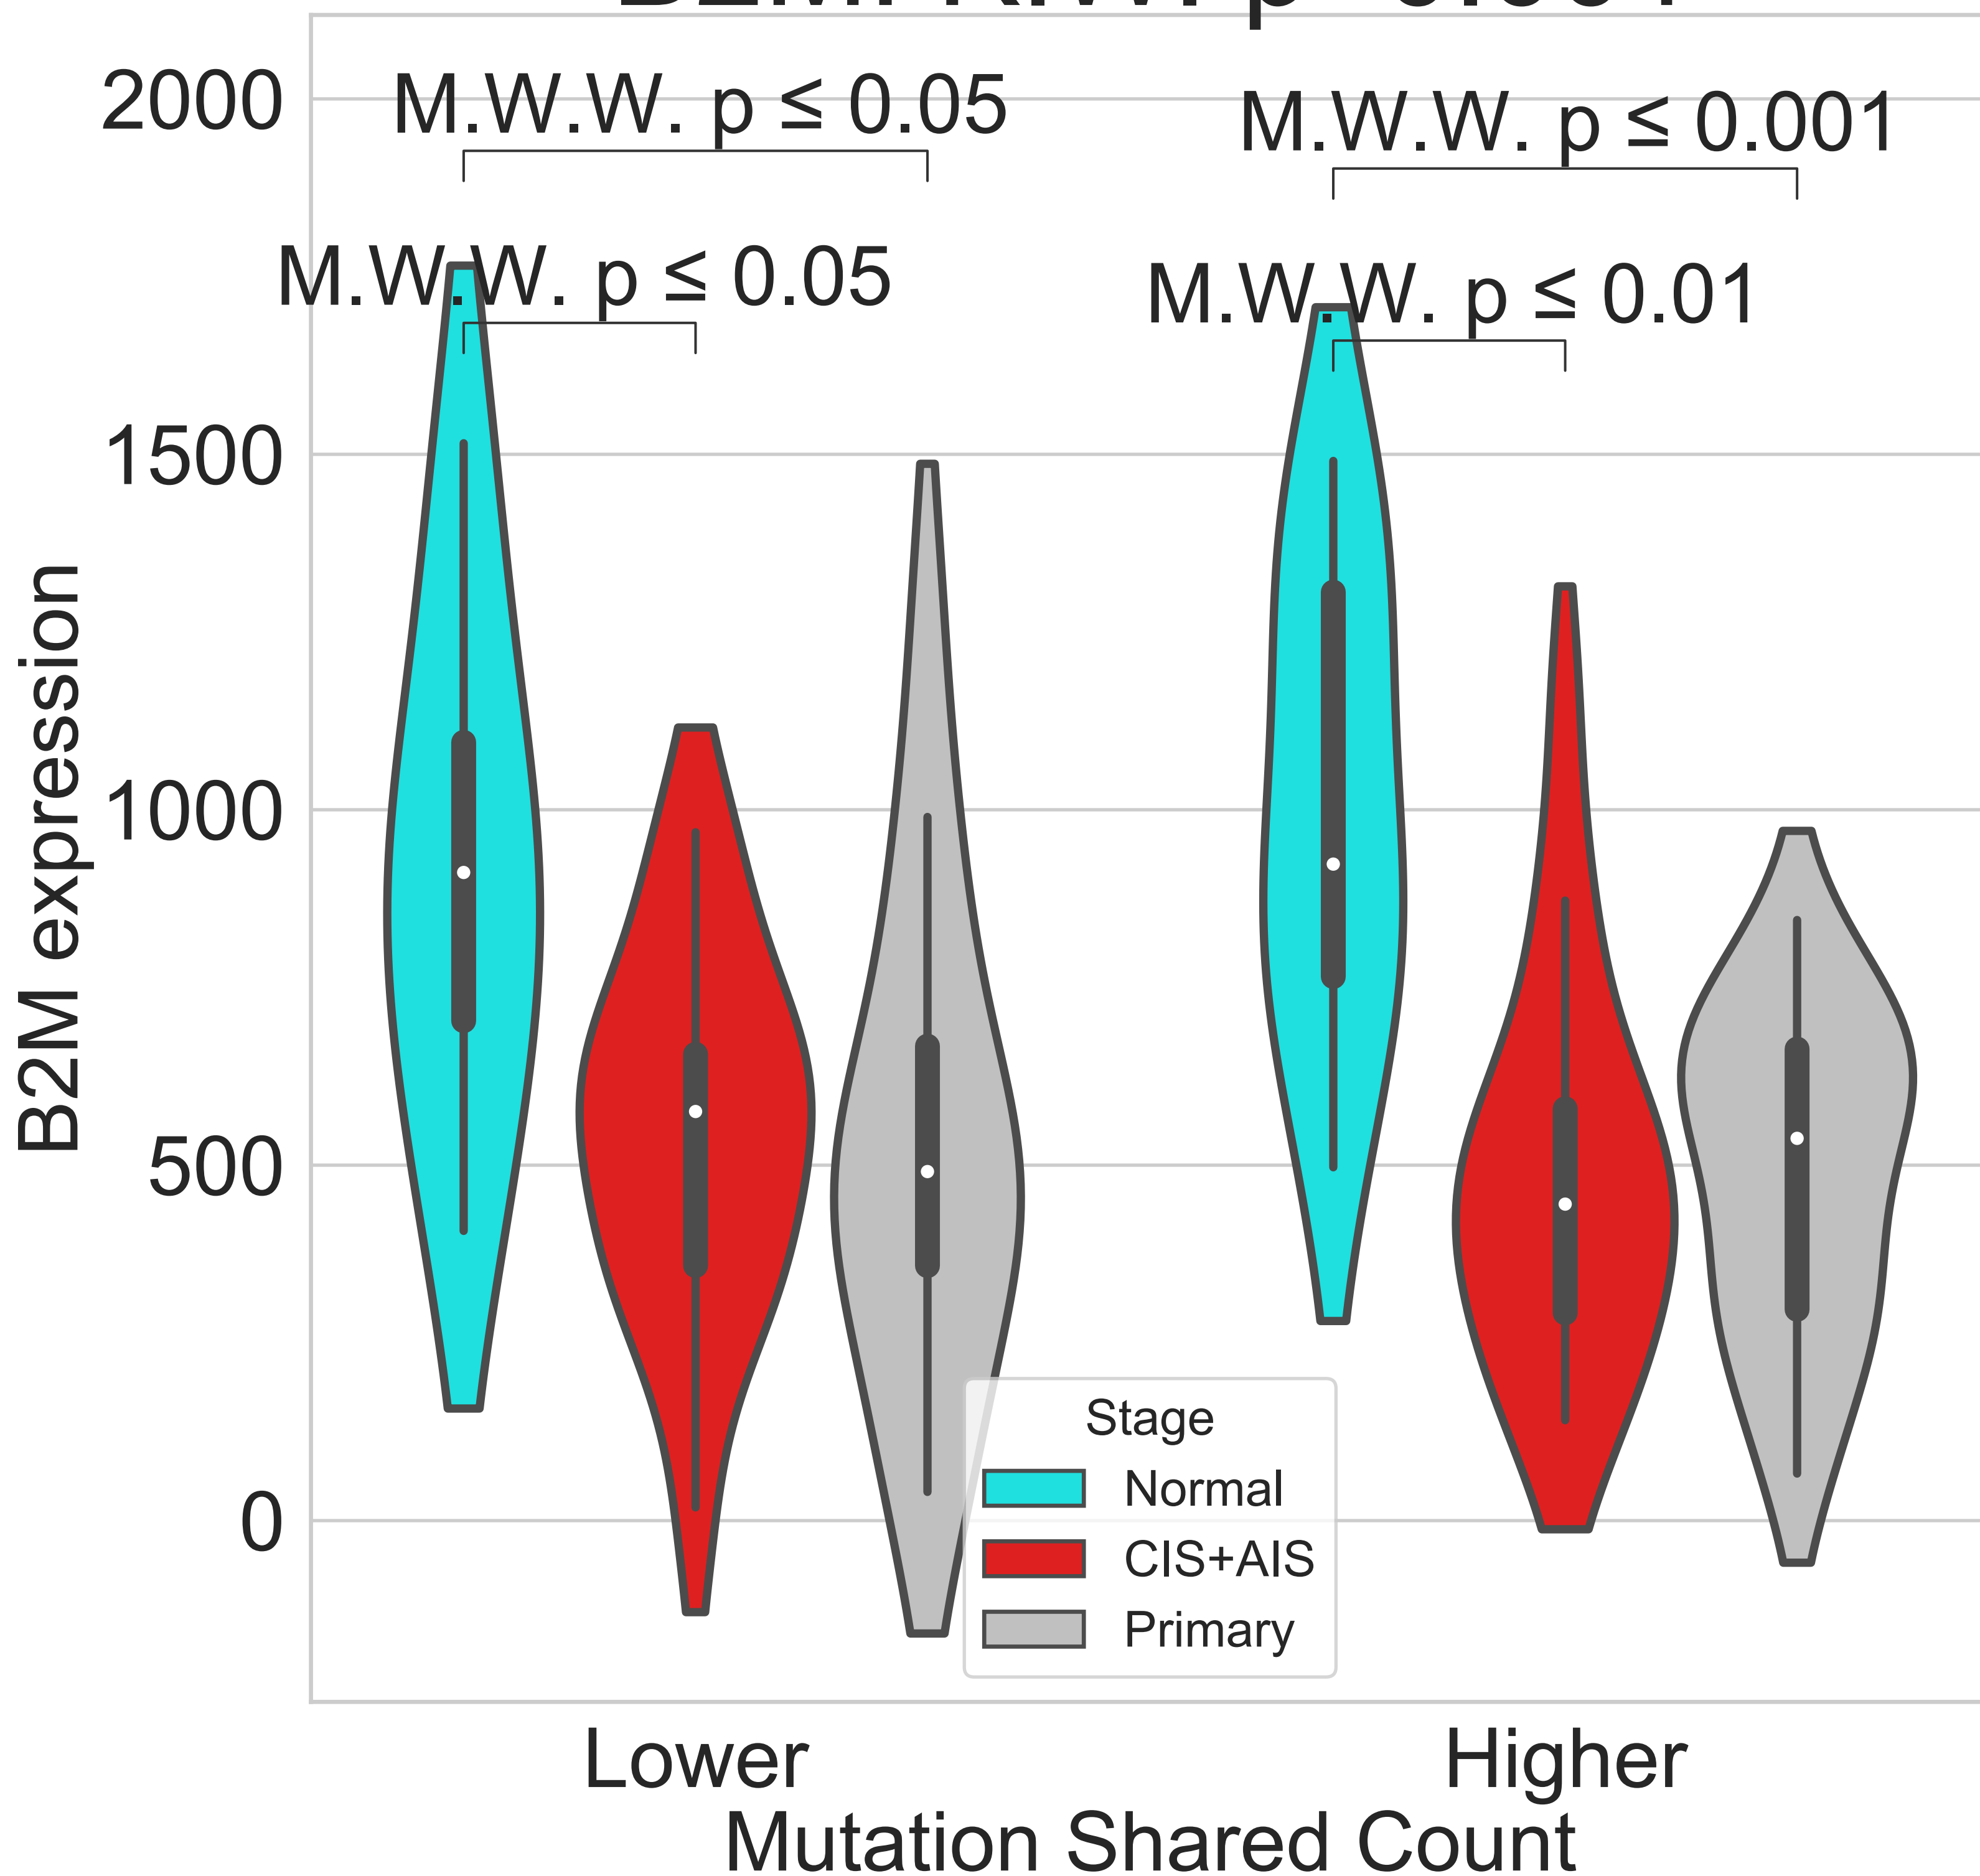 M.W.W. p ≤ 0.05
M.W.W. p ≤ 0.001
M.W.W. p ≤ 0.05
M.W.W. p ≤ 0.01
2000
1500
1000
500
0
B2M expression
Stage
Normal
CIS+AIS
Primary
Lower
Higher
Mutation Shared Count